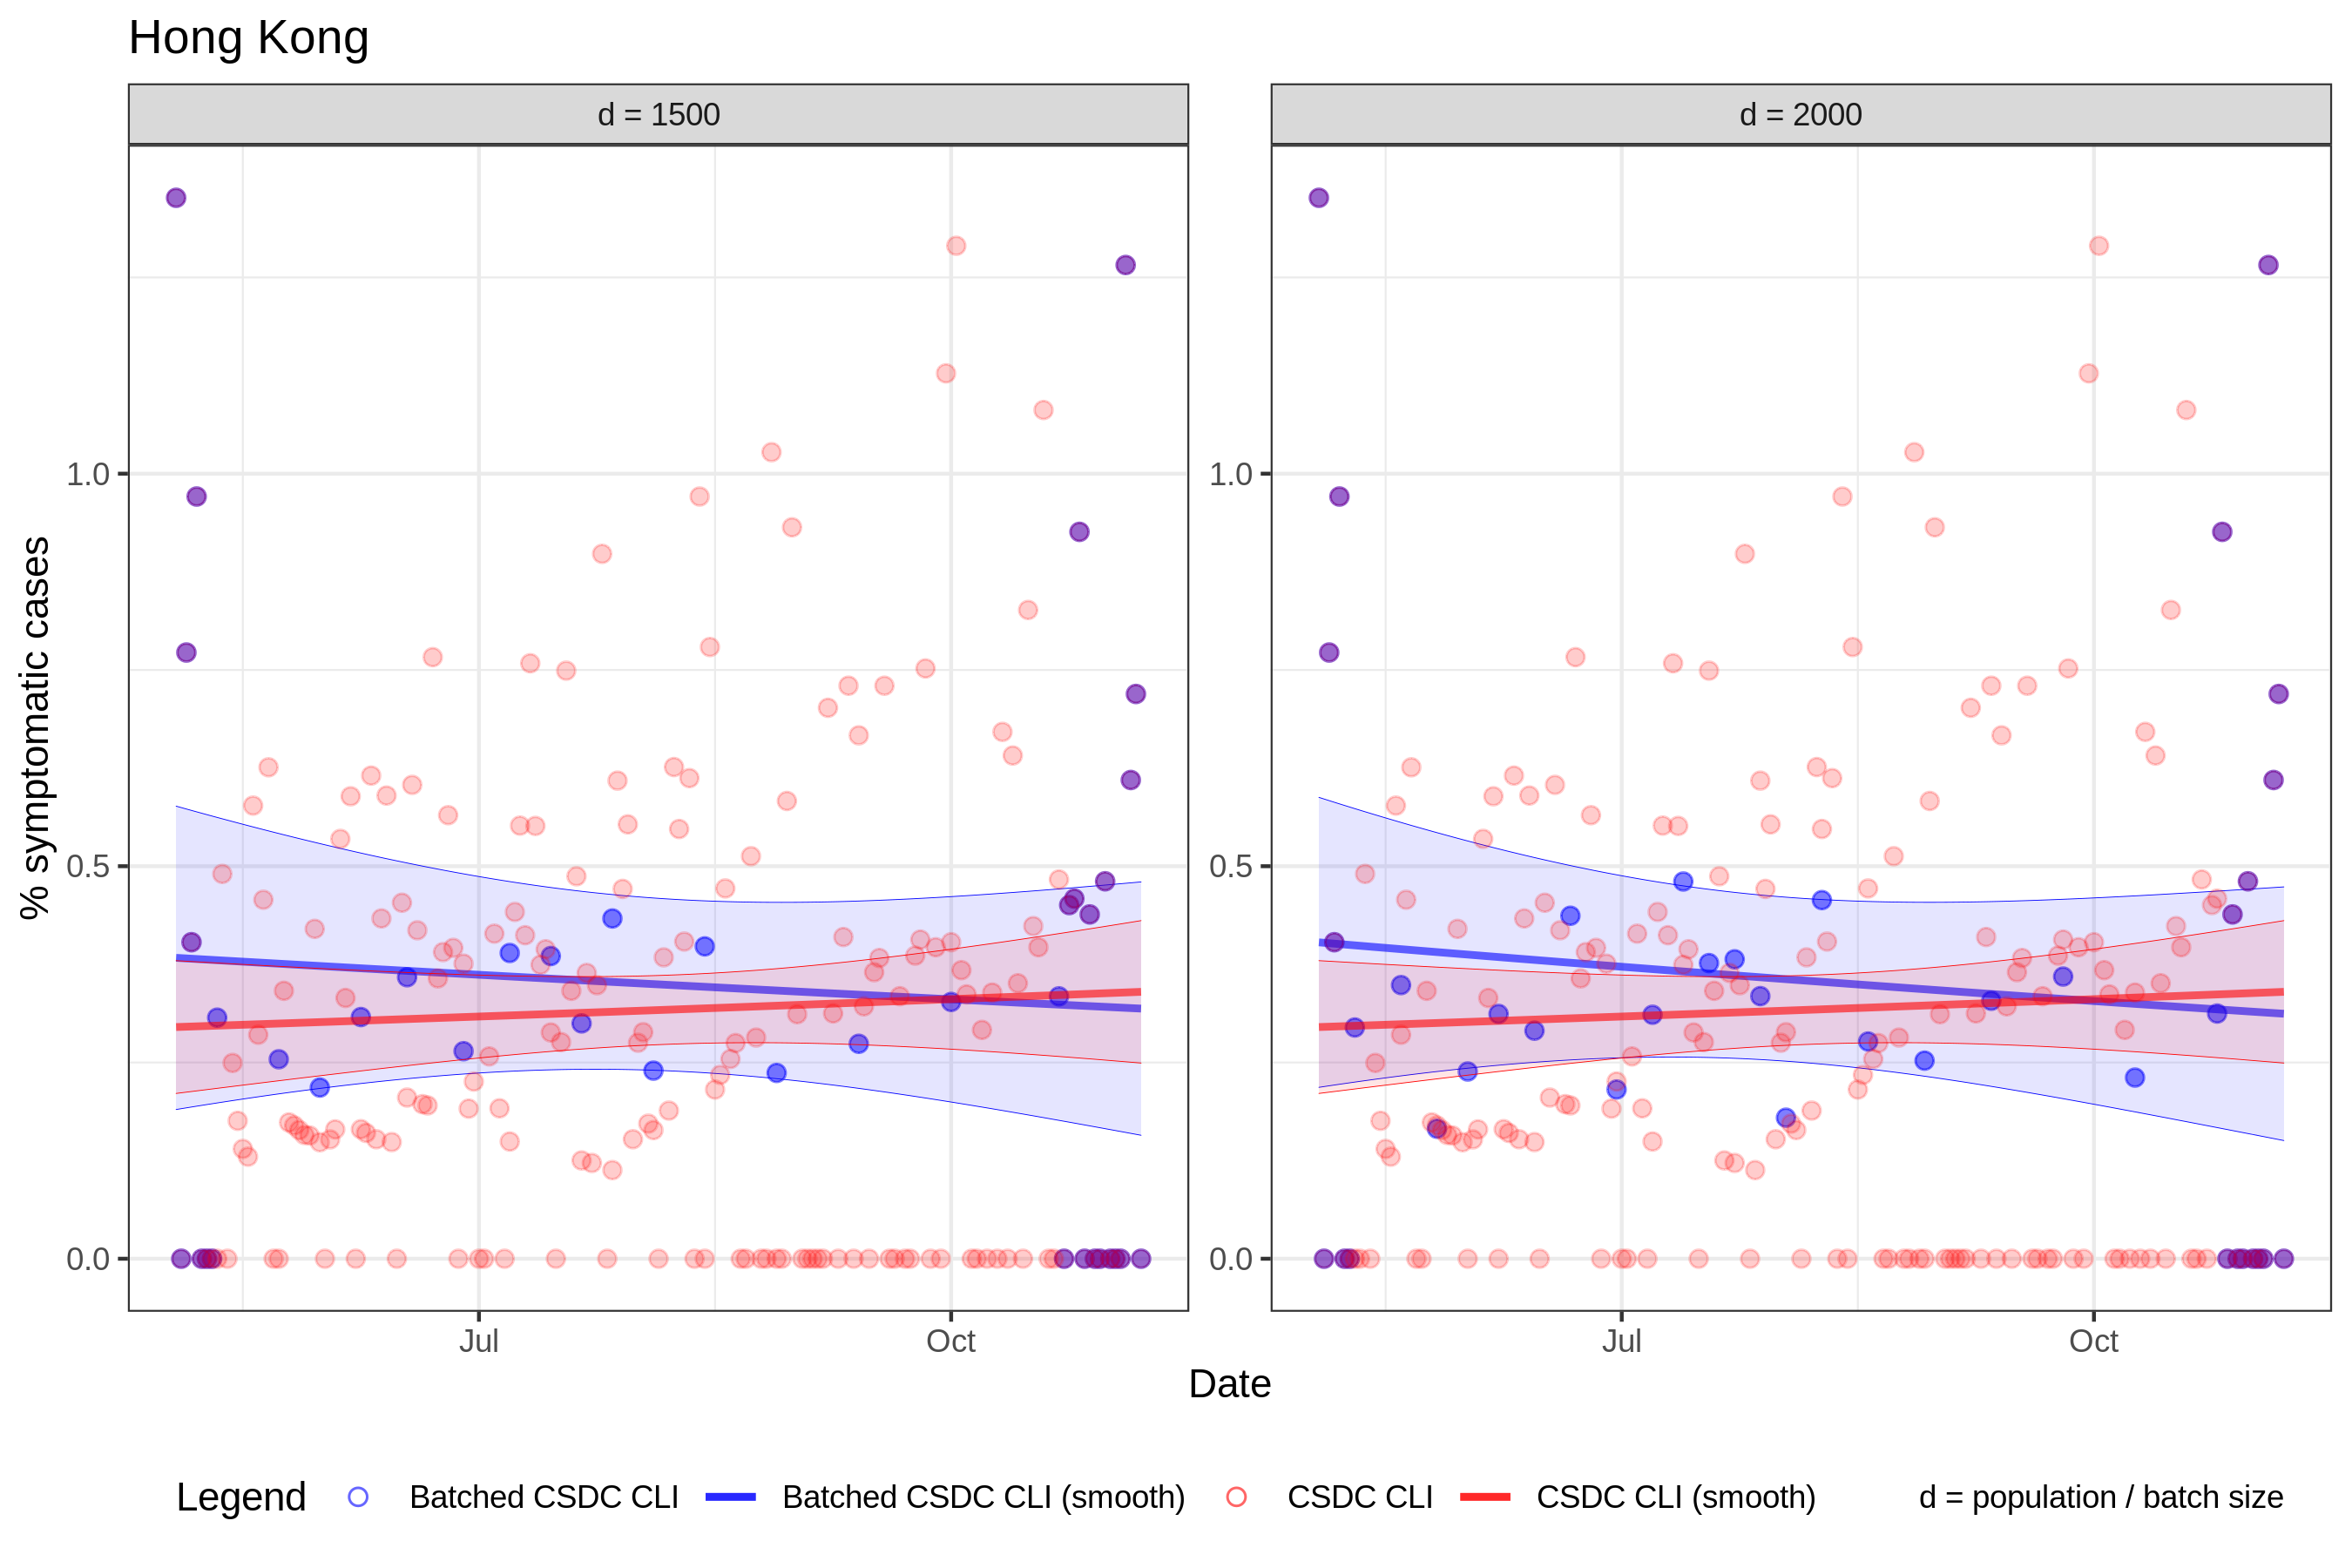 Hong Kong
d = 1500
d = 2000
% symptomatic cases
1.0
0.5
0.0
1.0
0.5
0.0
Jul
Oct
Jul
Oct
Date
Legend
Batched CSDC CLI
Batched CSDC CLI (smooth)
CSDC CLI
CSDC CLI (smooth)
d = population / batch size